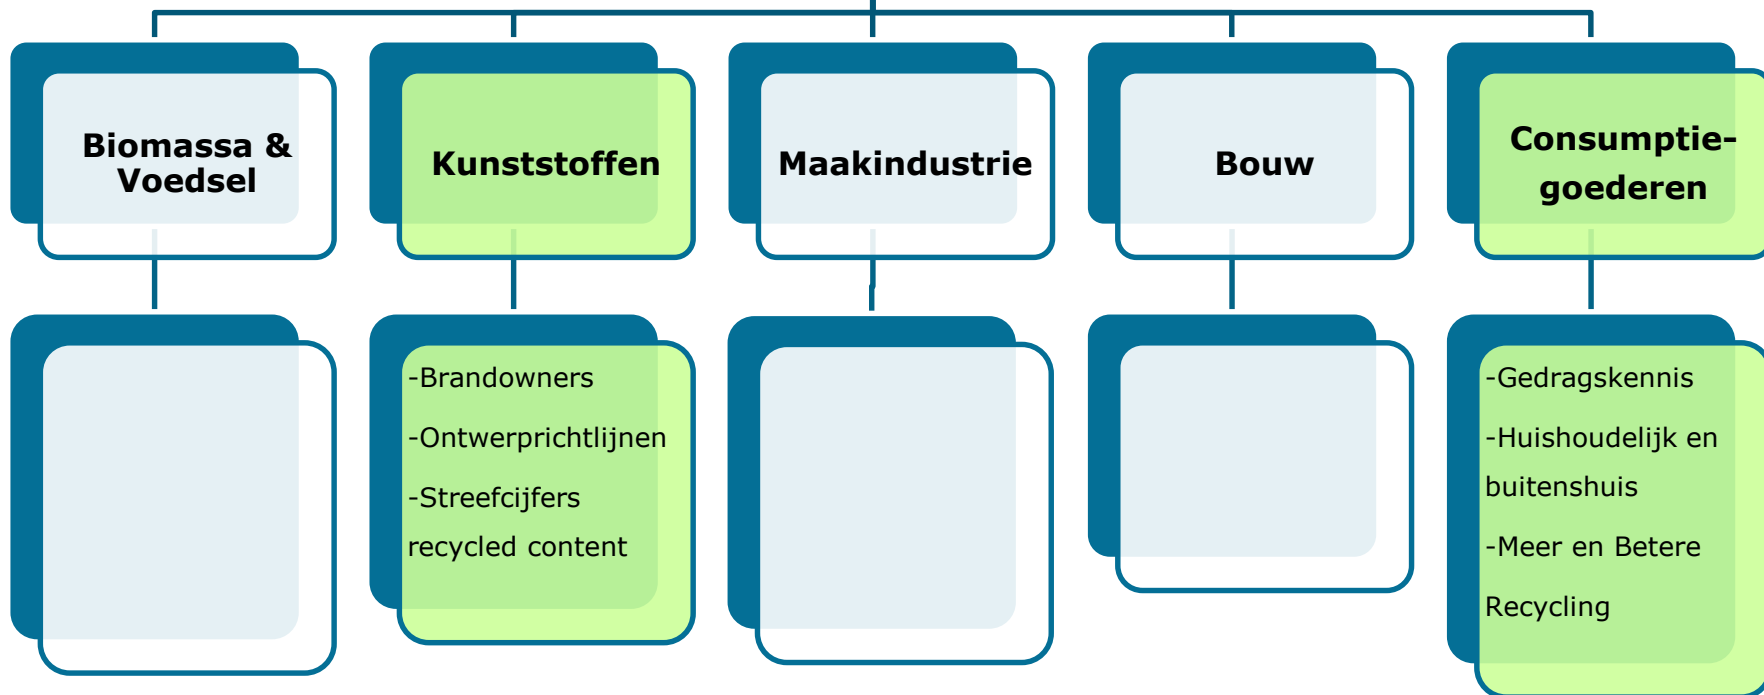 Biomassa &
Voedsel
Kunststoffen
Maakindustrie
Bouw
Consumptie-
goederen
-Brandowners
-Ontwerprichtlijnen
-Streefcijfers
recycled content
-Gedragskennis
-Huishoudelijk en
buitenshuis
-Meer en Betere
Recycling